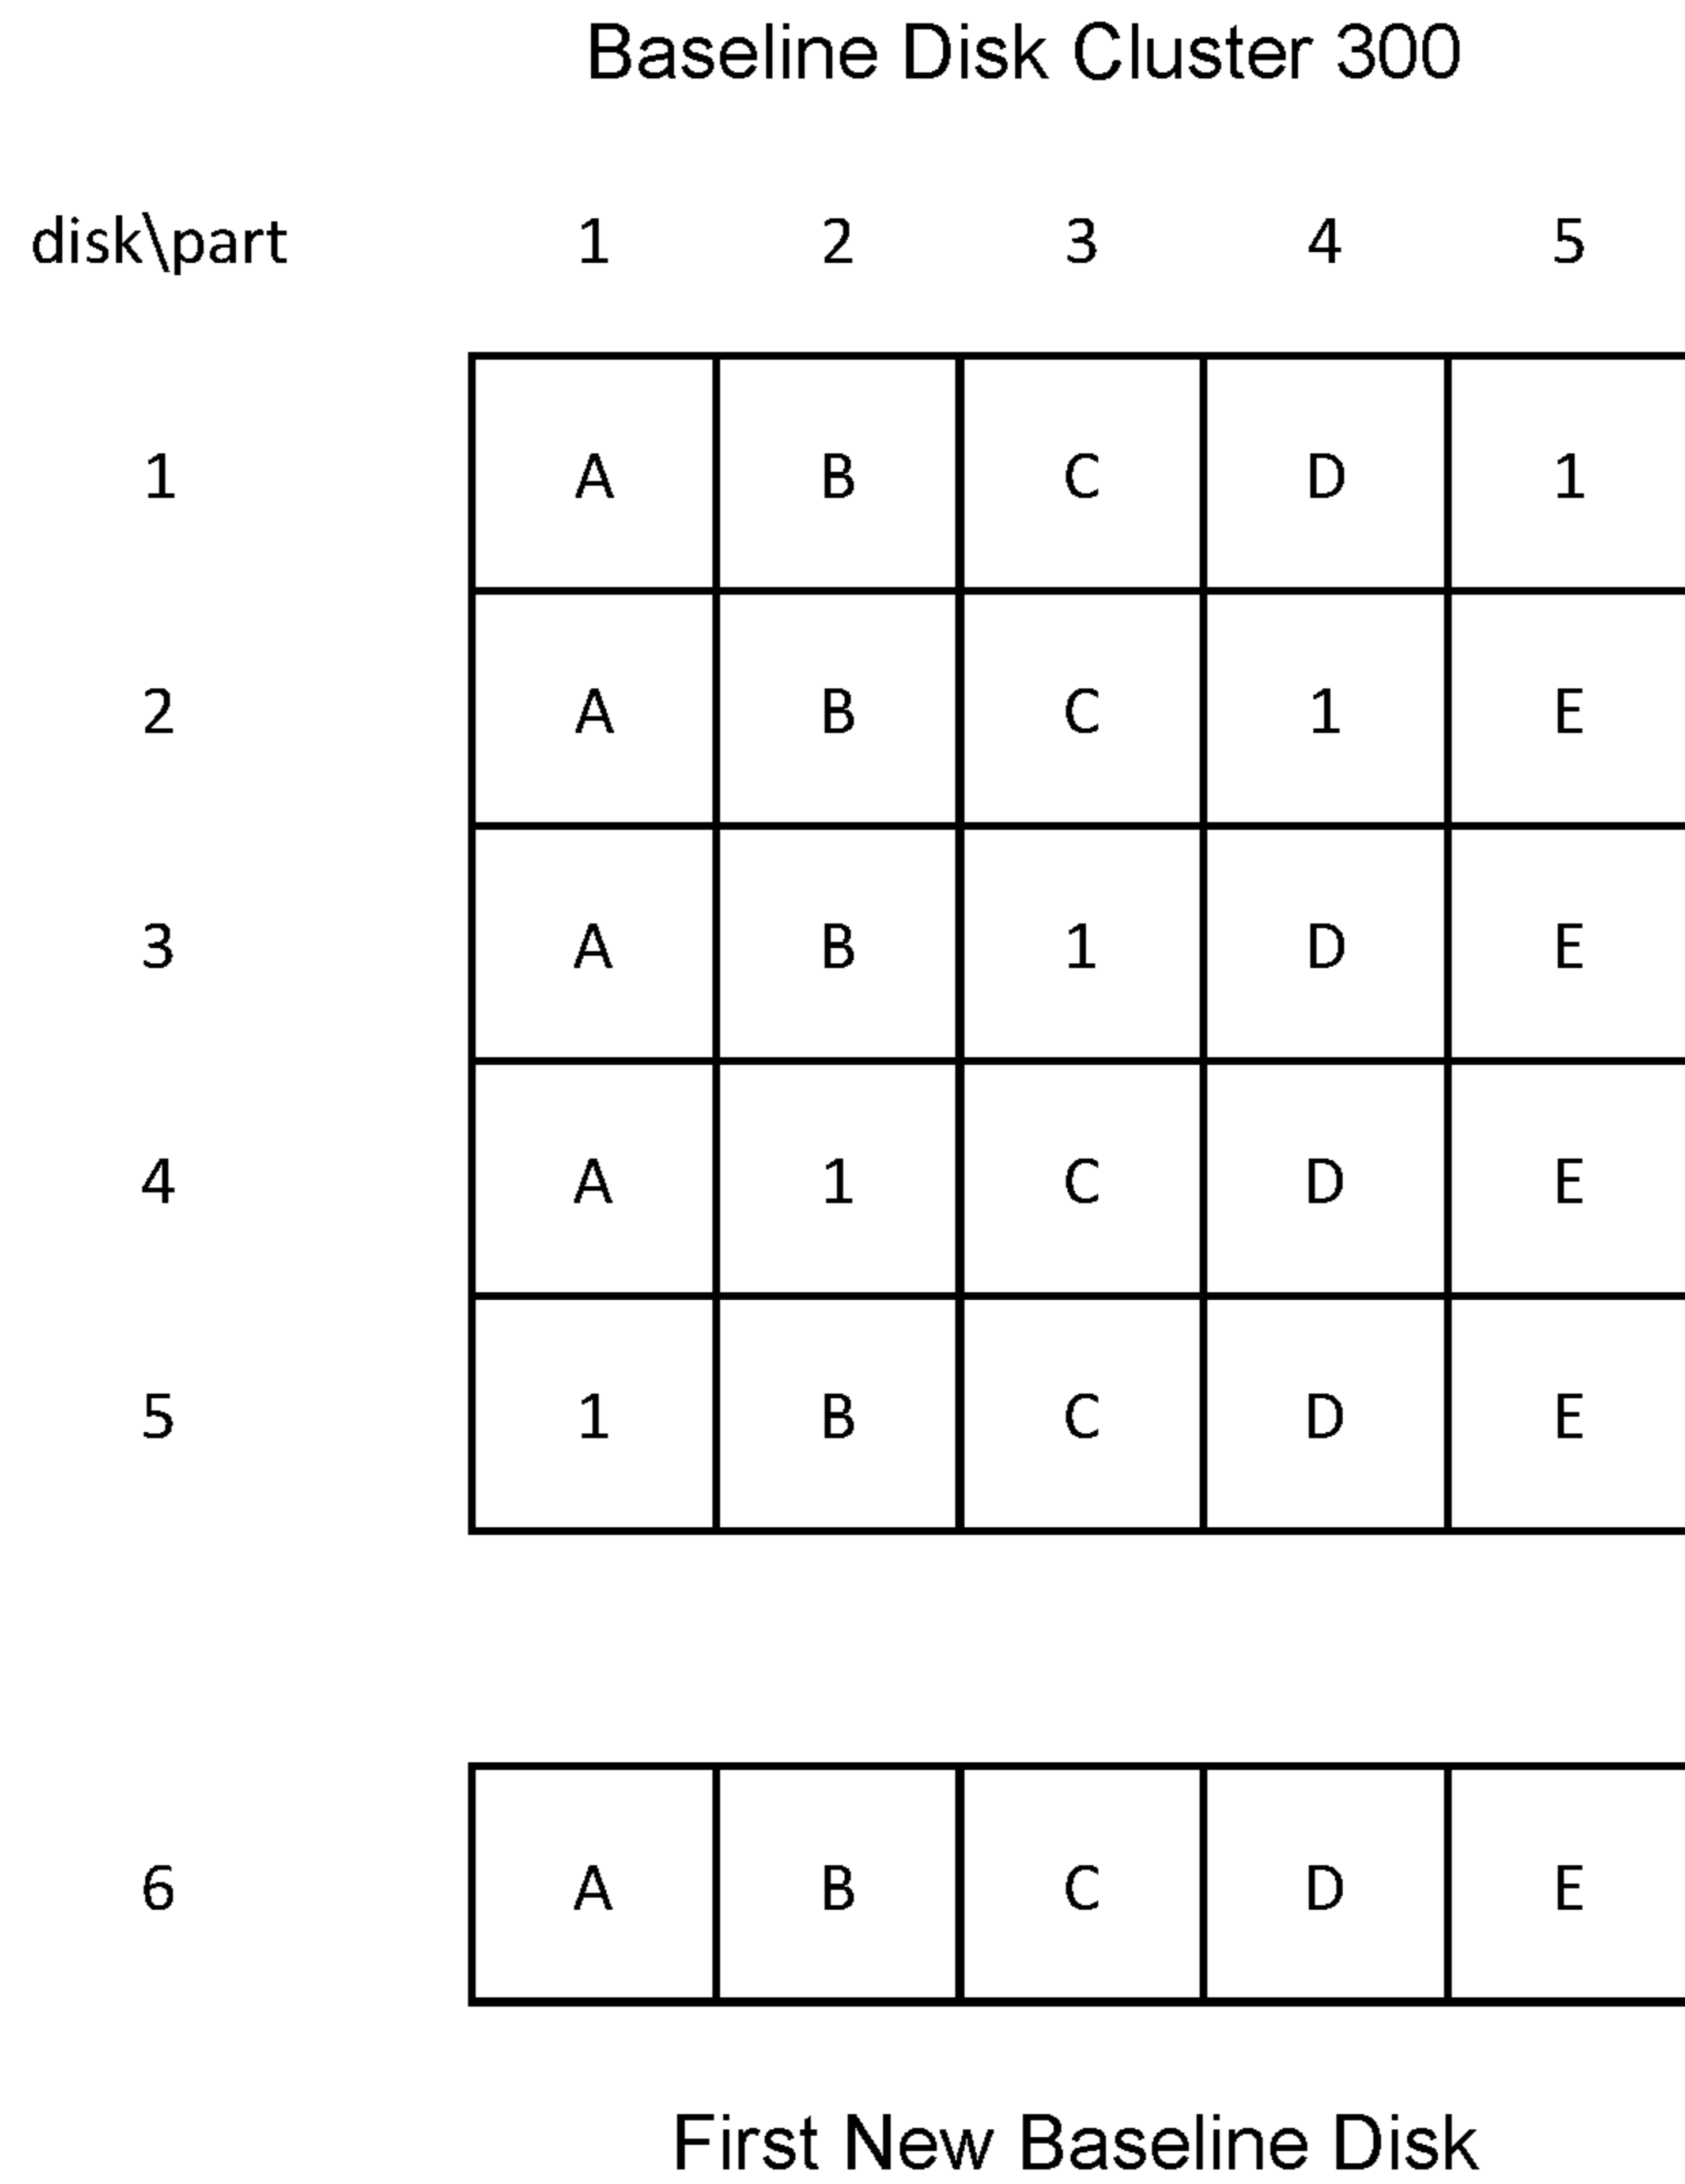 Baseline Disk Cluster 300
disk\part 1 2 3 4 5
1 A B C D 1
2 A B C 1 E
3 A B 1 D E
4 A 1 C D E
5 1 B C D E
6 A B C D E
First New Baseline Disk